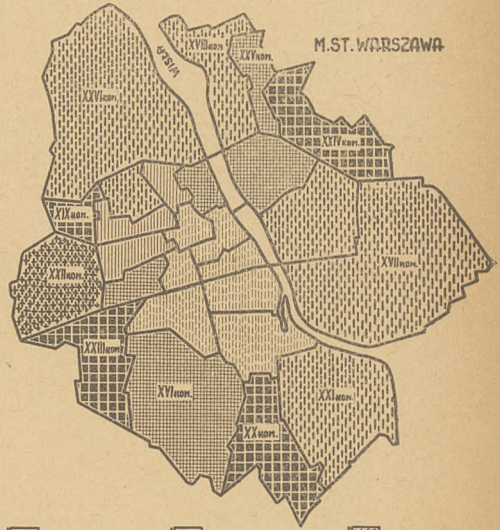 M.ST. WARSZAWA
WISŁA
XVIII kom.
XXV kom.
XXVI kom.
XXIV kom.
XIX kom.
XXII kom.
XVII kom.
XXIII kom.
XVI kom.
XXI kom.
XX kom.